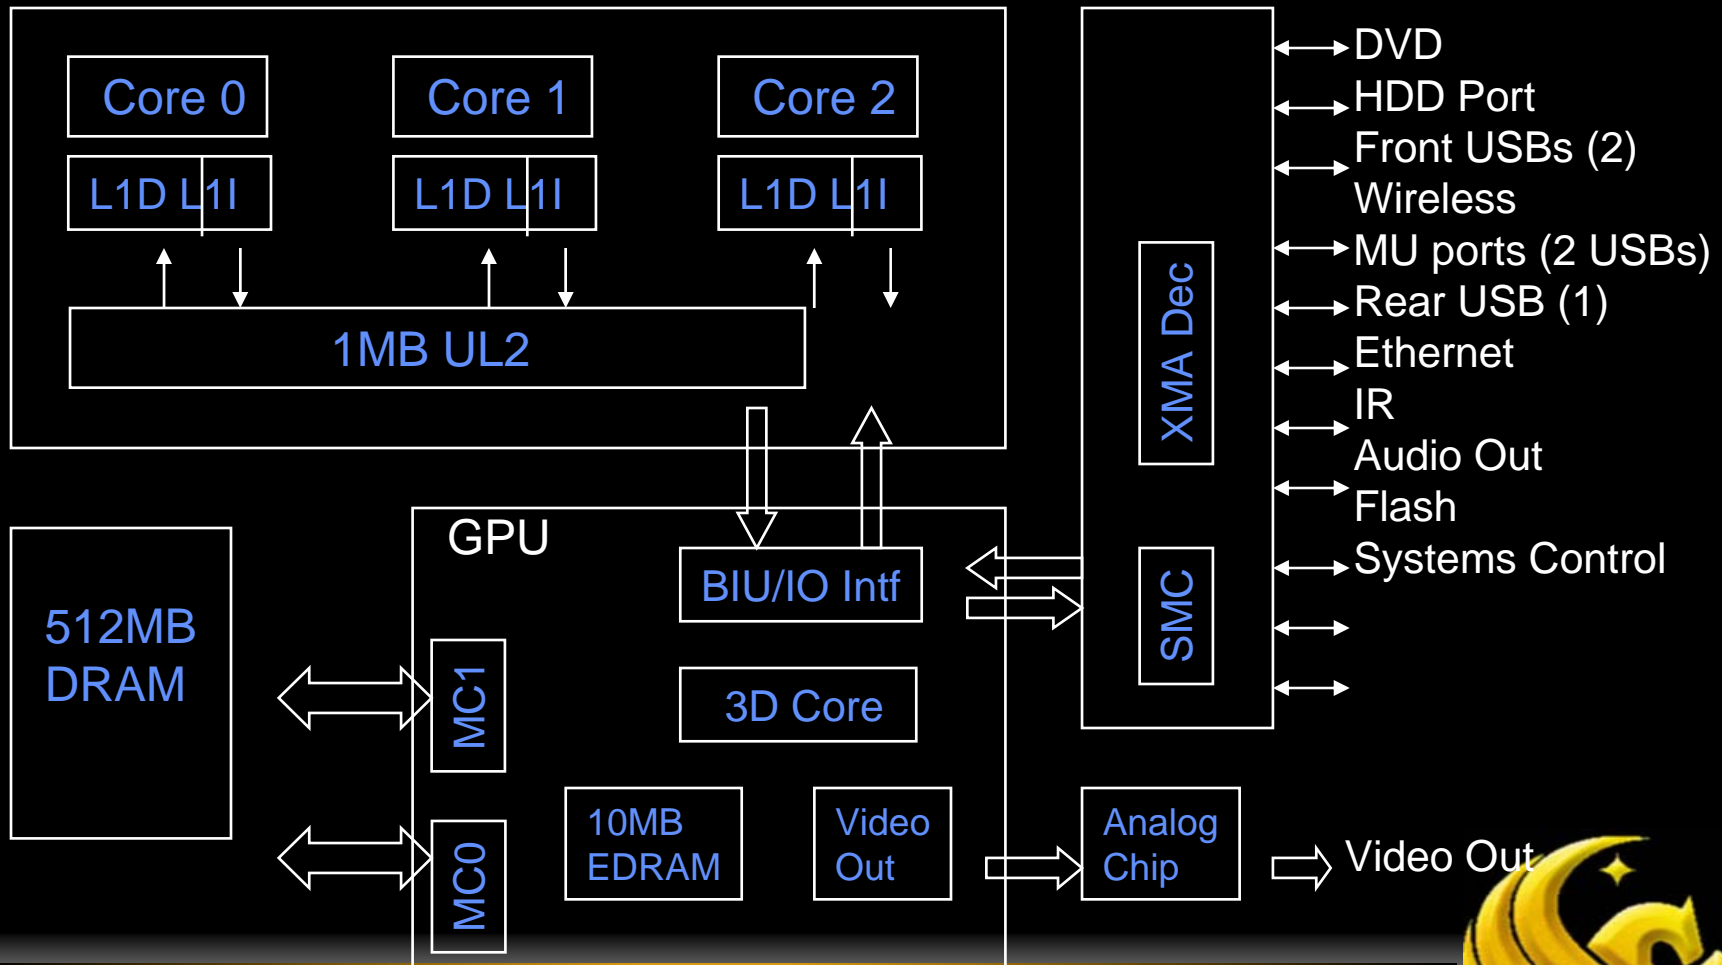 Core 0
Core 1
Core 2
L1D L1I
L1D L1I
L1D L1I
1MB UL2
XMA Dec
SMC
DVD
HDD Port
Front USBs (2)
Wireless
MU ports (2 USBs)
Rear USB (1)
Ethernet
IR
Audio Out
Flash
Systems Control
GPU
BIU/IO Intf
3D Core
512MB
DRAM
MC1
MC0
10MB
EDRAM
Video
Out
Analog
Chip
Video Out